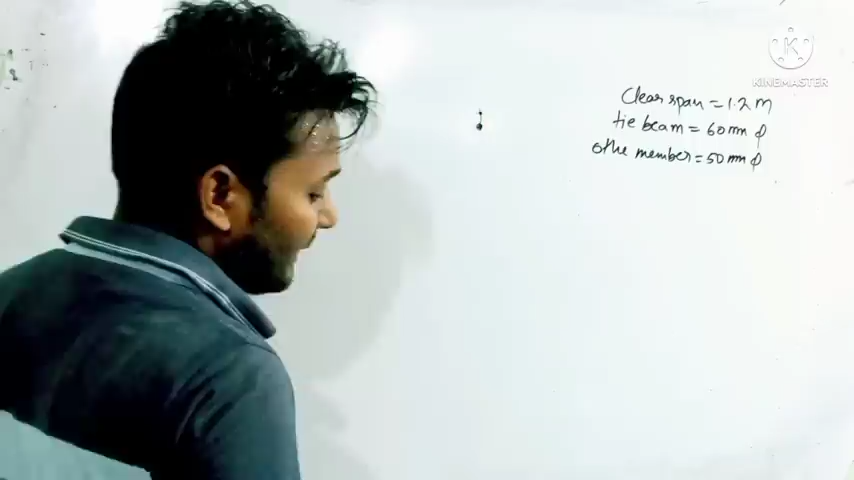 KINEMASTER
Clear span = 1.2 M
tie beam = 60 mm φ
othe member = 50 mm φ